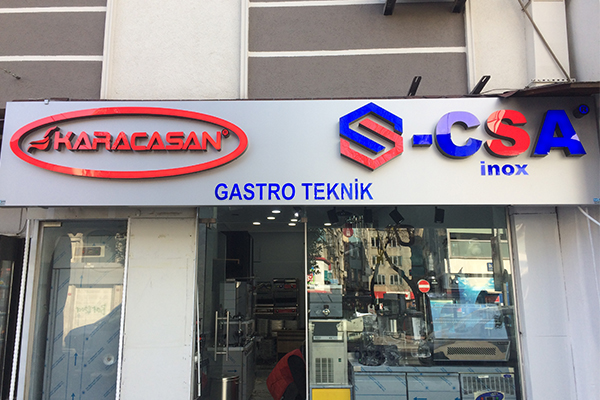 KARACASAN®
S-CSA®
inox
GASTRO TEKNİK